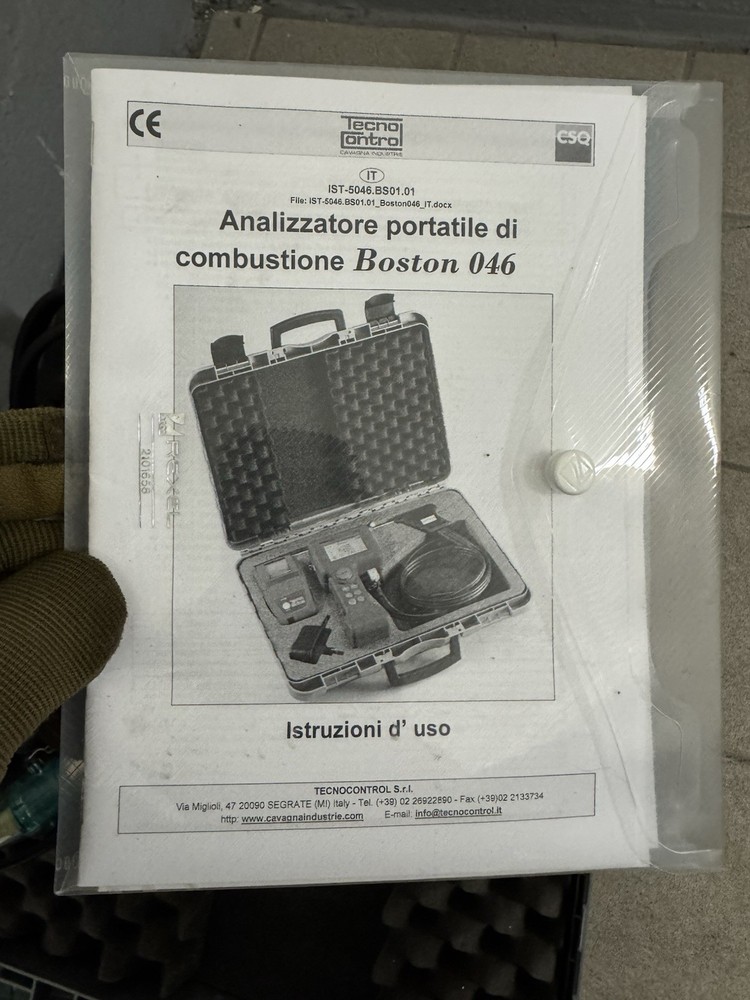 CE
Tecno
Control
CAVAGNA INDUSTRIE
CSQ
IT
IST-5046.BS01.01
File: IST-5046.BS01.01_Boston046_IT.docx
Analizzatore portatile di
combustione Boston 046
REXEL
2101658
Istruzioni d' uso
TECNOCONTROL S.r.l.
Via Miglioli, 47 20090 SEGRATE (MI) Italy - Tel. (+39) 02 26922890 - Fax (+39)02 2133734
http: www.cavagnaindustrie.com E-mail: info@tecnocontrol.it